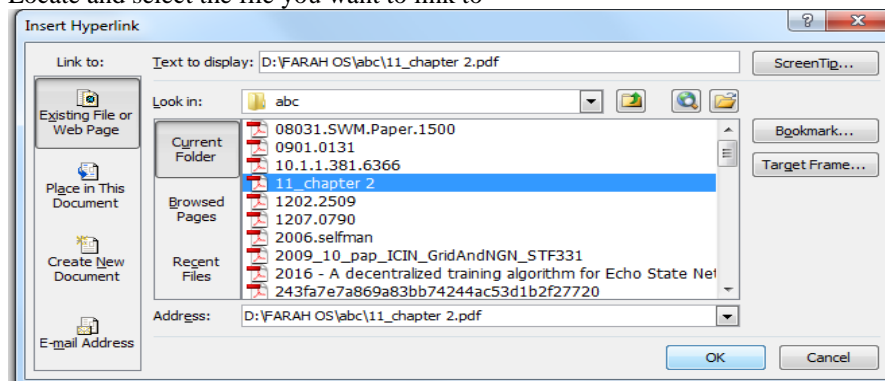 Locate and select the file you want to link to
Insert Hyperlink
Link to:
Text to display: D:\FARAH OS\abc\11_chapter 2.pdf
ScreenTip...
Existing File or
Web Page
Look in:
abc
Current
Folder
08031.SWM.Paper.1500
0901.0131
10.1.1.381.6366
11_chapter 2
1202.2509
1207.0790
2006.selfman
2009_10_pap_ICIN_GridAndNGN_STF331
2016 - A decentralized training algorithm for Echo State Net
243fa7e7a869a83bb74244ac53d1b2f27720
Bookmark...
Target Frame...
Place in This
Document
Browsed
Pages
Create New
Document
Recent
Files
E-mail Address
Address:
D:\FARAH OS\abc\11_chapter 2.pdf
OK
Cancel